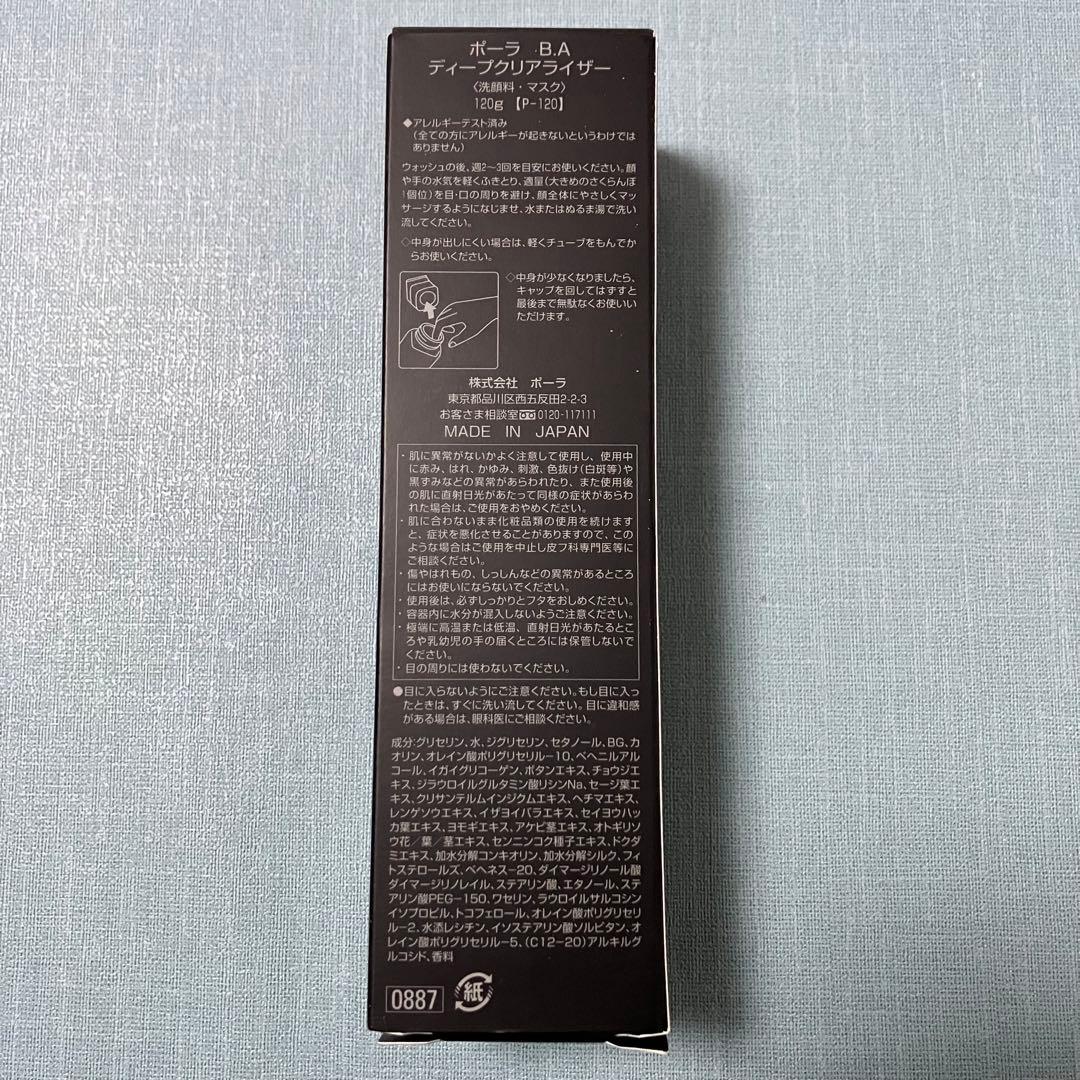 ポーラ B.A
ディープクリアライザー
〈洗顔料・マスク〉
120g 【P-120】
◆アレルギーテスト済み
(全ての方にアレルギーが起きないというわけでは
ありません)
ウォッシュの後、週2〜3回を目安にお使いください。顔
や手の水気を軽くふきとり、適量(大きめのさくらんぼ
1個位)を目・口の周りを避け、顔全体にやさしくマッ
サージするようになじませ、水またはぬるま湯で洗い
流してください。
◇中身が出しにくい場合は、軽くチューブをもんでか
らお使いください。
◇中身が少なくなりましたら、
キャップを回してはずすと
最後まで無駄なくお使いい
ただけます。
株式会社 ポーラ
東京都品川区西五反田2-2-3
お客さま相談室 0120-117111
MADE IN JAPAN
・肌に異常がないかよく注意して使用し、使用中
に赤み、はれ、かゆみ、刺激、色抜け(白斑等)や
黒ずみなどの異常があらわれたり、また使用後
の肌に直射日光があたって同様の症状があらわ
れた場合は、ご使用をおやめください。
・肌に合わないまま化粧品類の使用を続けます
と、症状を悪化させることがありますので、この
ような場合はご使用を中止し皮フ科専門医等に
ご相談ください。
・傷やはれもの、しっしんなどの異常があるところ
にはお使いにならないでください。
・使用後は、必ずしっかりとフタをおしめください。
・容器内に水分が混入しないようご注意ください。
・極端に高温または低温、直射日光があたるとこ
ろや乳幼児の手の届くところには保管しないで
ください。
・目の周りには使わないでください。
●目に入らないようにご注意ください。もし目に入っ
たときは、すぐに洗い流してください。目に違和感
がある場合は、眼科医にご相談ください。
成分:グリセリン、水、ジグリセリン、セタノール、BG、カ
オリン、オレイン酸ポリグリセリル-10、ベヘニルアル
コール、イガイグリコーゲン、ボタンエキス、チョウジエ
キス、ジラウロイルグルタミン酸リシンNa、セージ葉エ
キス、クリサンテルムインジクムエキス、ヘチマエキス、
レンゲソウエキス、イザヨイバラエキス、セイヨウハッ
カ葉エキス、ヨモギエキス、アケビ茎エキス、オトギリソ
ウ花/葉/茎エキス、センニンコク種子エキス、ドクダ
ミエキス、加水分解コンキオリン、加水分解シルク、フィ
トステロールズ、ベヘネス-20、ダイマージリノール酸
ダイマージリノレイル、ステアリン酸、エタノール、ステ
アリン酸PEG-150、ワセリン、ラウロイルサルコシン
イソプロピル、トコフェロール、オレイン酸ポリグリセリ
ル-2、水添レシチン、イソステアリン酸ソルビタン、オ
レイン酸ポリグリセリル-5、(C12-20)アルキルグ
ルコシド、香料
0887
紙